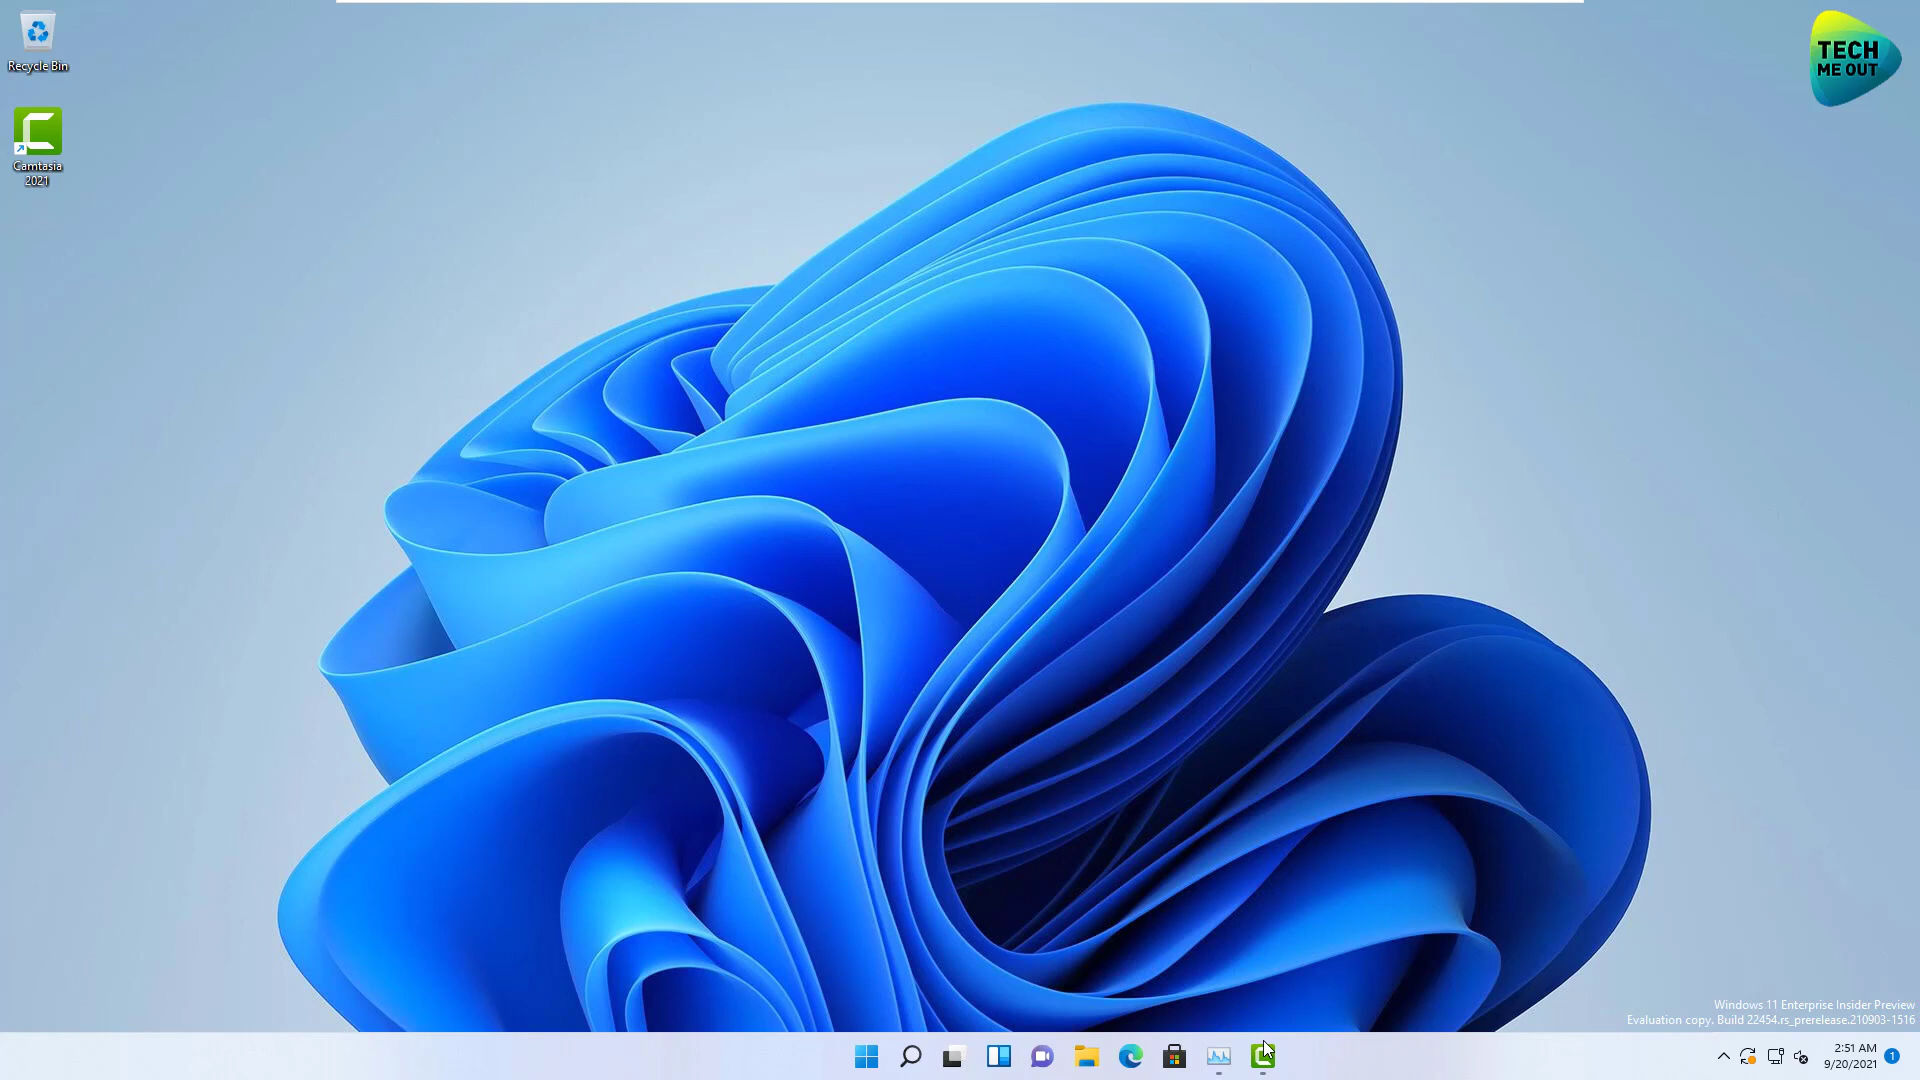 Recycle Bin
TECH
ME OUT
Camtasia
2021
Windows 11 Enterprise Insider Preview
Evaluation copy. Build 22454.rs_prerelease.210903-1516
2:51 AM
9/20/2021
1